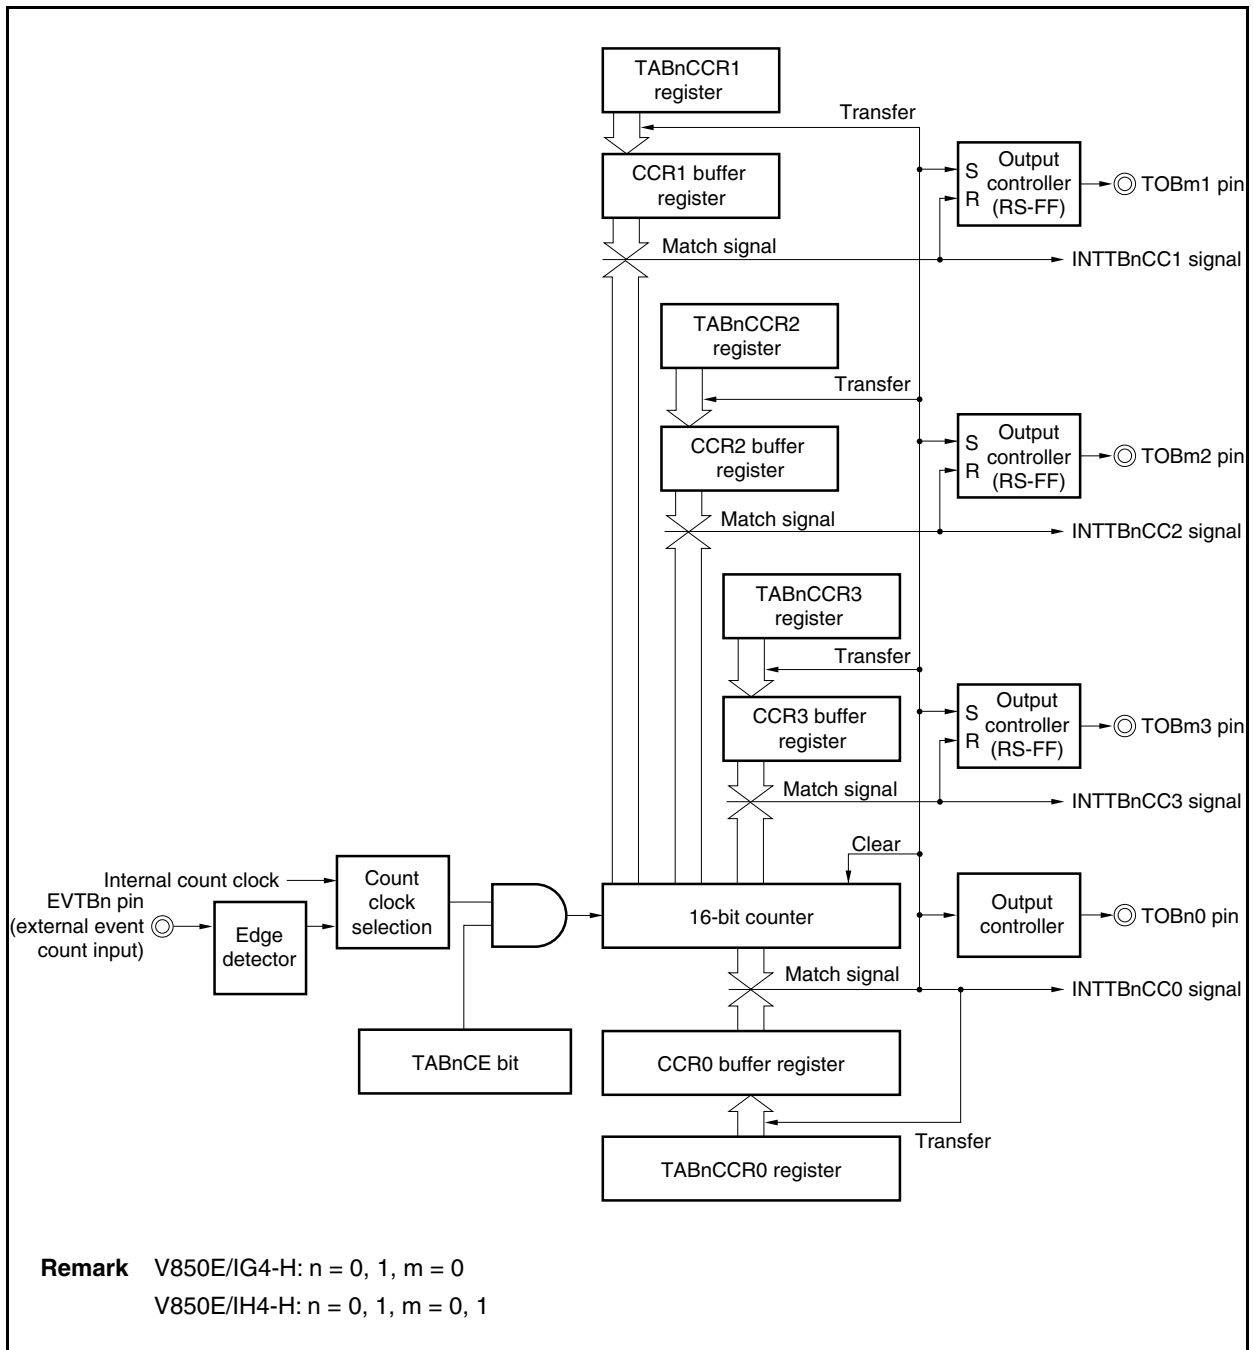 TABnCCR1
register
Transfer
CCR1 buffer
register
S
R
Output
controller
(RS-FF)
TOBm1 pin
Match signal
INTTBnCC1 signal
TABnCCR2
register
Transfer
CCR2 buffer
register
S
R
Output
controller
(RS-FF)
TOBm2 pin
Match signal
INTTBnCC2 signal
TABnCCR3
register
Transfer
CCR3 buffer
register
S
R
Output
controller
(RS-FF)
TOBm3 pin
Match signal
INTTBnCC3 signal
Clear
Internal count clock
EVTBn pin
(external event
count input)
Edge
detector
Count
clock
selection
16-bit counter
Output
controller
TOBn0 pin
Match signal
INTTBnCC0 signal
TABnCE bit
CCR0 buffer register
Transfer
TABnCCR0 register
Remark V850E/IG4-H: n = 0, 1, m = 0
V850E/IH4-H: n = 0, 1, m = 0, 1